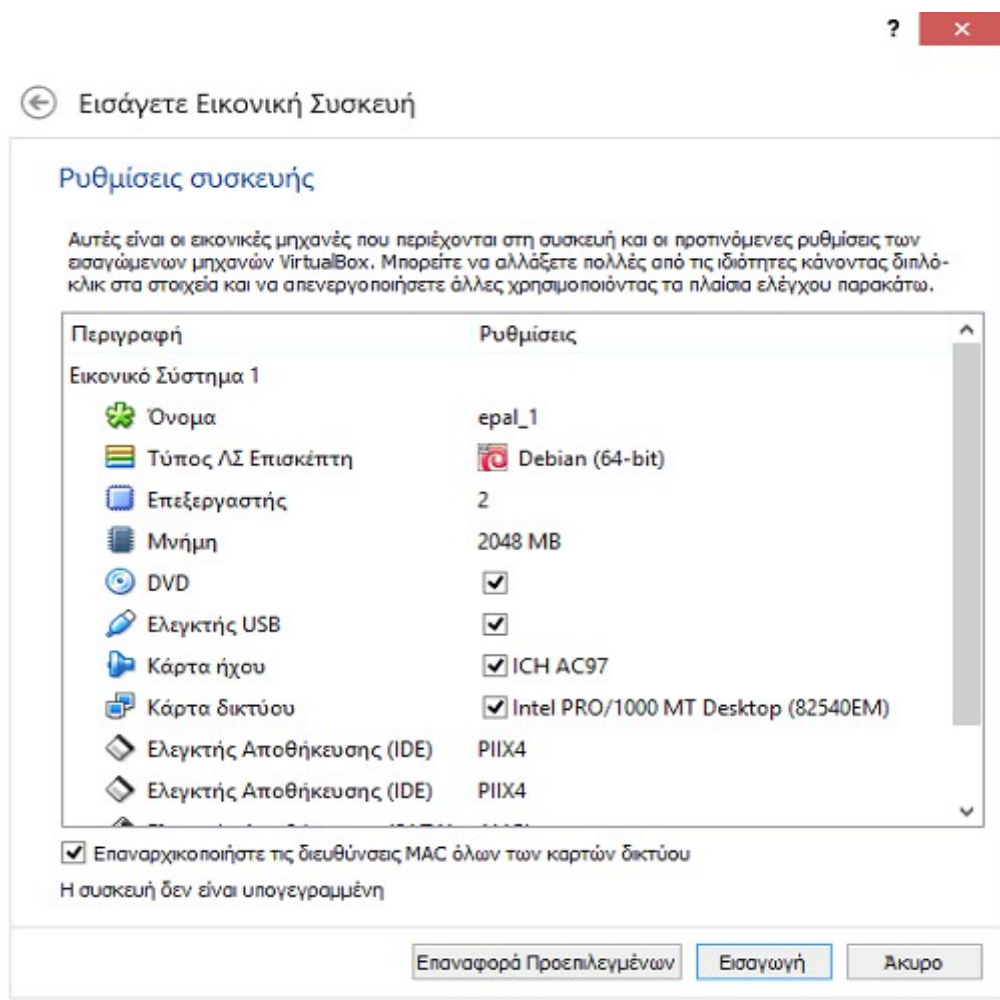 ?
Εισάγετε Εικονική Συσκευή
Ρυθμίσεις συσκευής
Αυτές είναι οι εικονικές μηχανές που περιέχονται στη συσκευή και οι προτινόμενες ρυθμίσεις των
εισαγώμενων μηχανών VirtualBox. Μπορείτε να αλλάξετε πολλές από τις ιδιότητες κάνοντας διπλό-
κλικ στα στοιχεία και να απενεργοποιήσετε άλλες χρησιμοποιόντας τα πλαίσια ελέγχου παρακάτω.
Περιγραφή Ρυθμίσεις
Εικονικό Σύστημα 1
Όνομα epal_1
Τύπος ΛΣ Επισκέπτη Debian (64-bit)
Επεξεργαστής 2
Μνήμη 2048 MB
DVD
Ελεγκτής USB
Κάρτα ήχου ICH AC97
Κάρτα δικτύου Intel PRO/1000 MT Desktop (82540EM)
Ελεγκτής Αποθήκευσης (IDE) PIIX4
Ελεγκτής Αποθήκευσης (IDE) PIIX4
Επαναρχικοποιήστε τις διευθύνσεις MAC όλων των καρτών δικτύου
Η συσκευή δεν είναι υπογεγραμμένη
Επαναφορά Προεπιλεγμένων Εισαγωγή Άκυρο